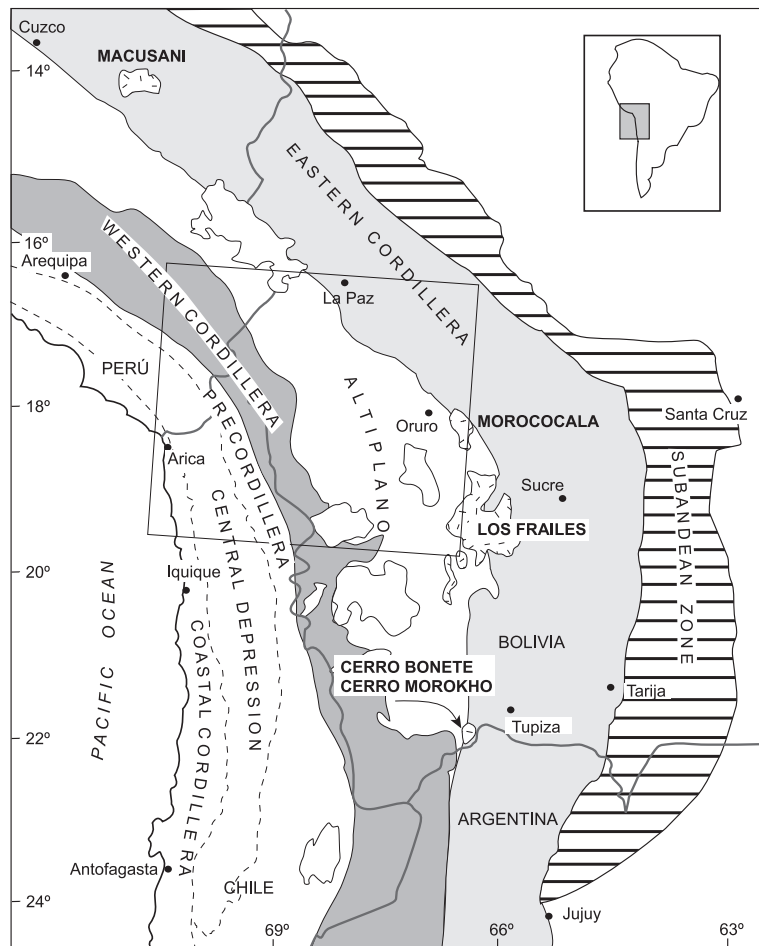 Cuzco
14º
MACUSANI
EASTERN CORDILLERA
16º
Arequipa
WESTERN CORDILLERA
La Paz
PERÚ
ALTIPLANO
18º
PRECORDILLERA
Oruro
MOROCOCALA
Santa Cruz
Arica
SUBANDEAN ZONE
Sucre
LOS FRAILES
CENTRAL DEPRESSION
20º
Iquique
PACIFIC OCEAN
COASTAL CORDILLERA
BOLIVIA
CERRO BONETE
CERRO MOROKHO
Tarija
Tupiza
22º
ARGENTINA
Antofagasta
CHILE
24º
69º
66º
63º
Jujuy